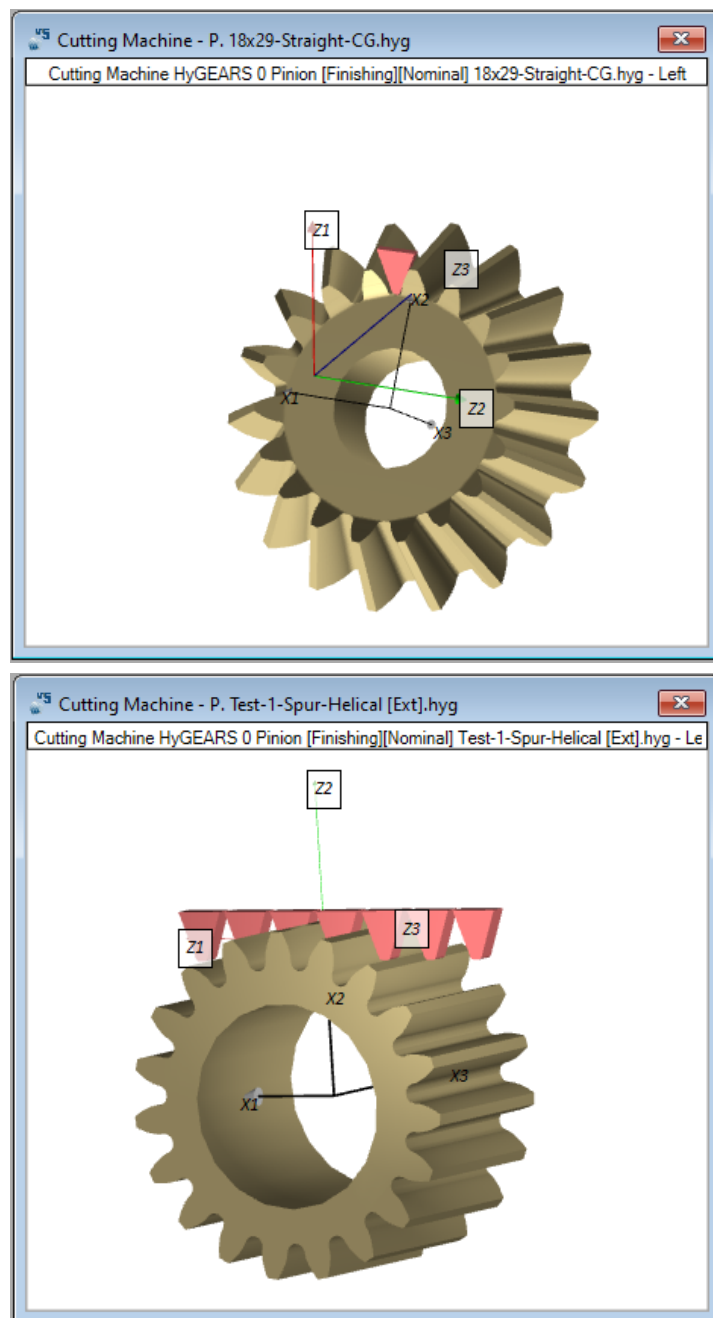 Cutting Machine - P. 18x29-Straight-CG.hyg
Cutting Machine HyGEARS 0 Pinion [Finishing][Nominal] 18x29-Straight-CG.hyg - Left
Z1
Z3
X2
X1
Z2
X3
Cutting Machine - P. Test-1-Spur-Helical [Ext].hyg
Cutting Machine HyGEARS 0 Pinion [Finishing][Nominal] Test-1-Spur-Helical [Ext].hyg - Le
Z2
Z1
Z3
X2
X3
X1